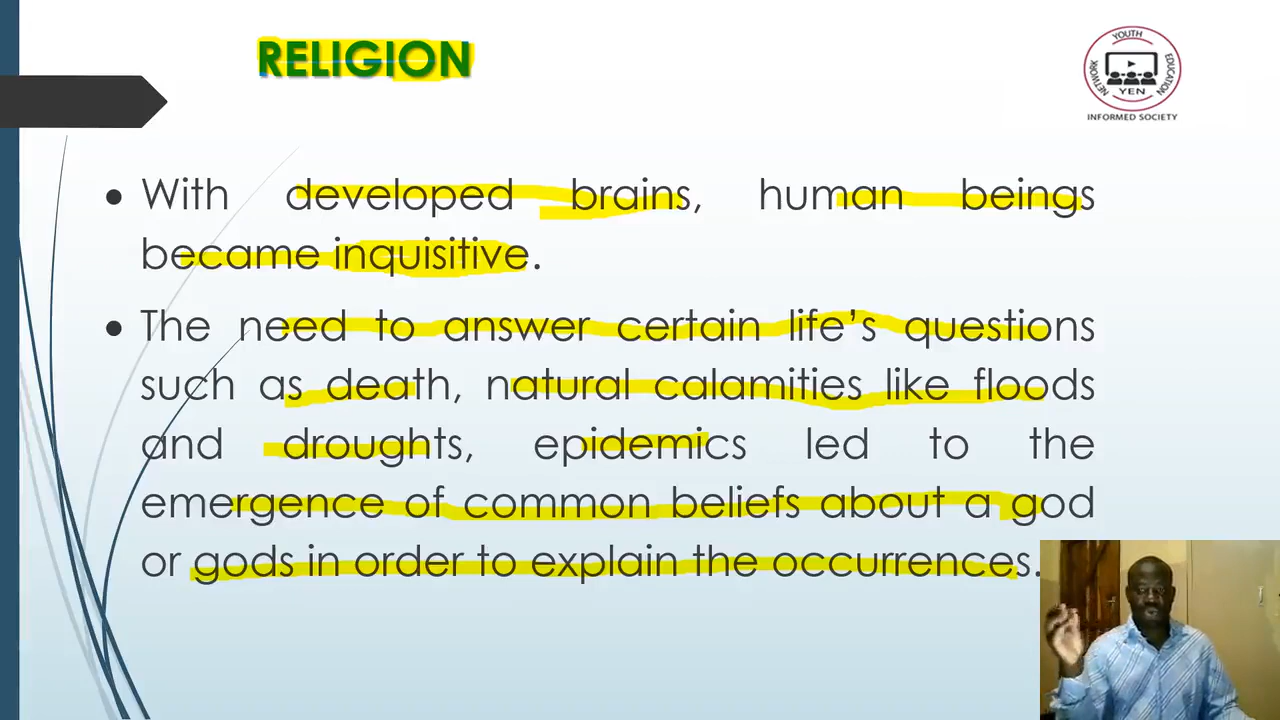 RELIGION
YOUTH
NETWORK
EDUCATION
YEN
INFORMED SOCIETY
• With developed brains, human beings
became inquisitive.
• The need to answer certain life’s questions
such as death, natural calamities like floods
and droughts, epidemics led to the
emergence of common beliefs about a god
or gods in order to explain the occurrences.